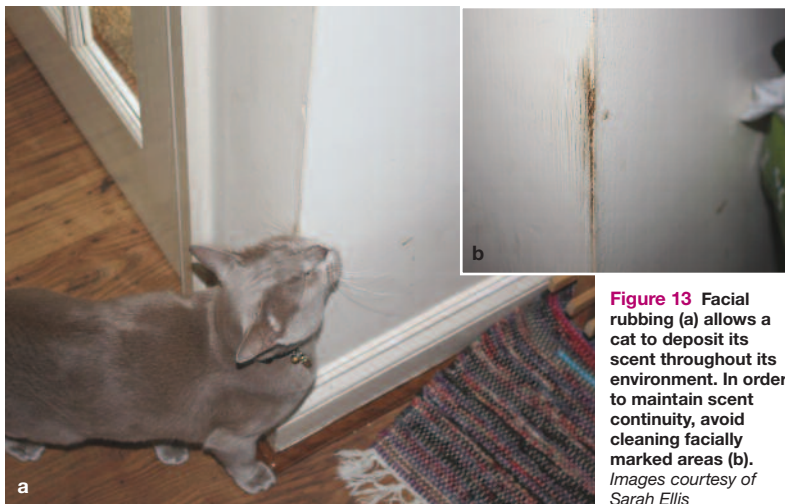 a
b
Figure 13 Facial
rubbing (a) allows a
cat to deposit its
scent throughout its
environment. In order
to maintain scent
continuity, avoid
cleaning facially
marked areas (b).
Images courtesy of
Sarah Ellis